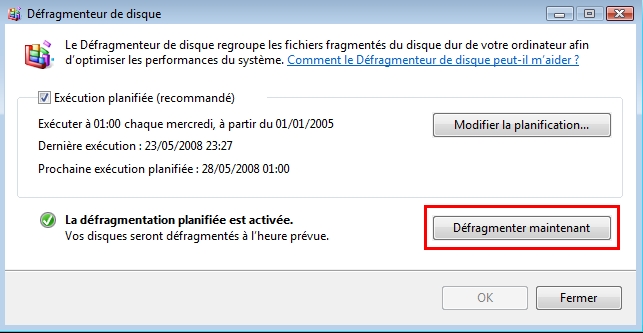 Défragmenteur de disque
Le Défragmenteur de disque regroupe les fichiers fragmentés du disque dur de votre ordinateur afin
d'optimiser les performances du système. Comment le Défragmenteur de disque peut-il m'aider ?
Exécution planifiée (recommandé)
Exécuter à 01:00 chaque mercredi, à partir du 01/01/2005
Modifier la planification...
Dernière exécution : 23/05/2008 23:27
Prochaine exécution planifiée : 28/05/2008 01:00
La défragmentation planifiée est activée.
Vos disques seront défragmentés à l'heure prévue.
Défragmenter maintenant
OK
Fermer